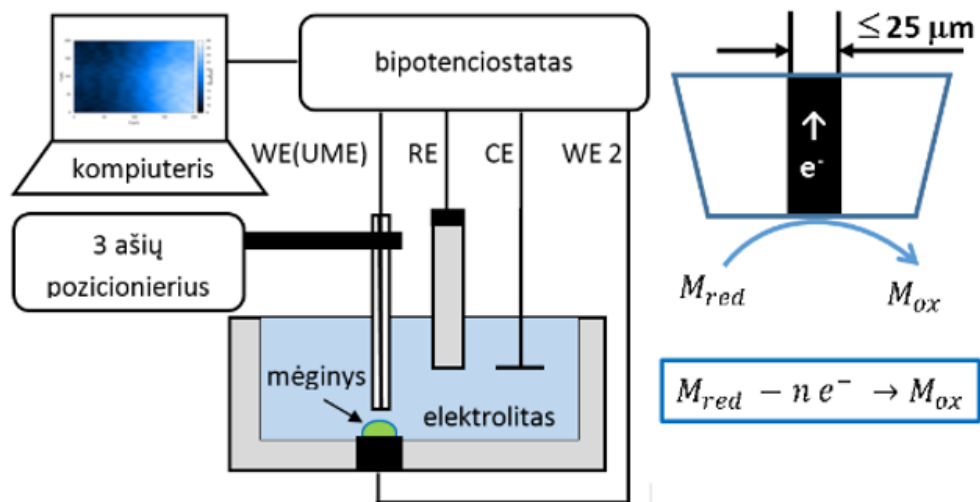 bipotenciostatas
kompiuteris
WE(UME)
RE
CE
WE 2
3 ašių
pozicionierius
mėginys
elektrolitas
≤ 25 μm
e⁻
M_red
M_ox
M_red − n e⁻ → M_ox